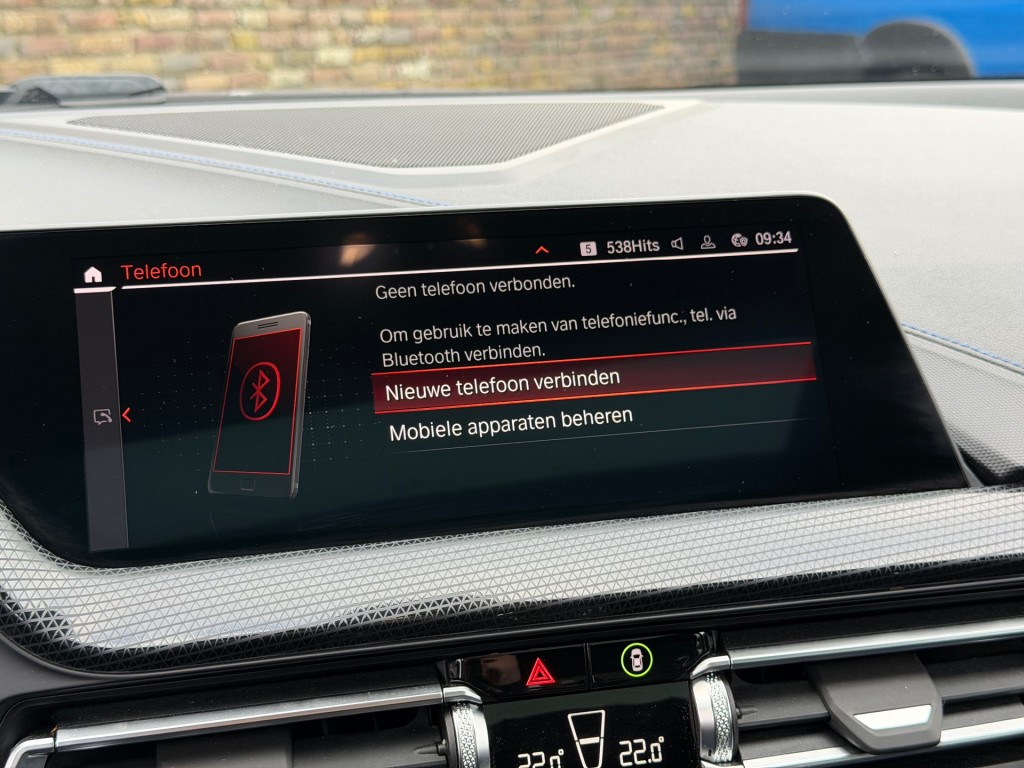 5 538Hits 09:34
Telefoon
Geen telefoon verbonden.
Om gebruik te maken van telefoniefunc., tel. via
Bluetooth verbinden.
Nieuwe telefoon verbinden
Mobiele apparaten beheren
22.0° 22.0°